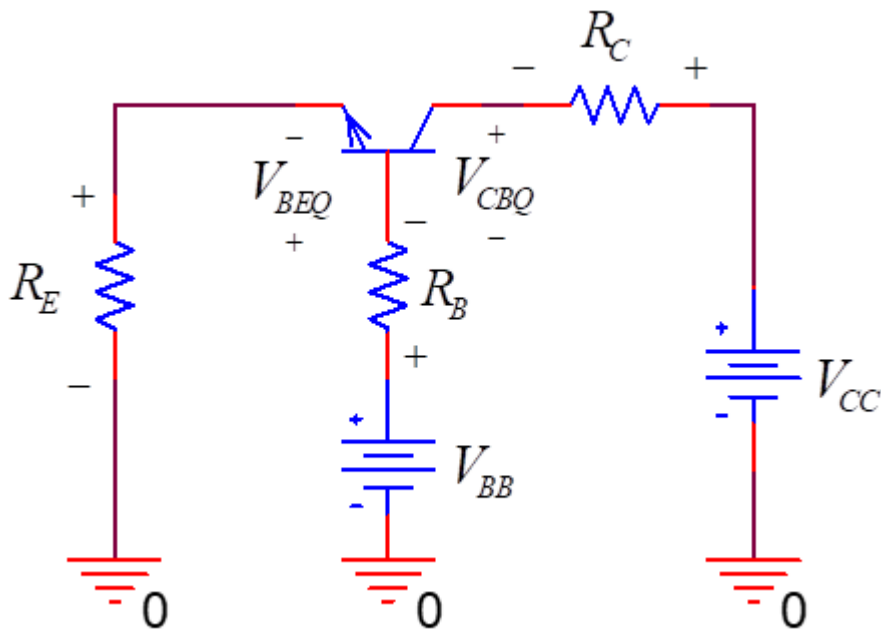 R_C
− +
− +
V_BEQ V_CBQ
+ − −
+
R_E R_B
−
+
+
V_CC
-
+
V_BB
-
0 0 0